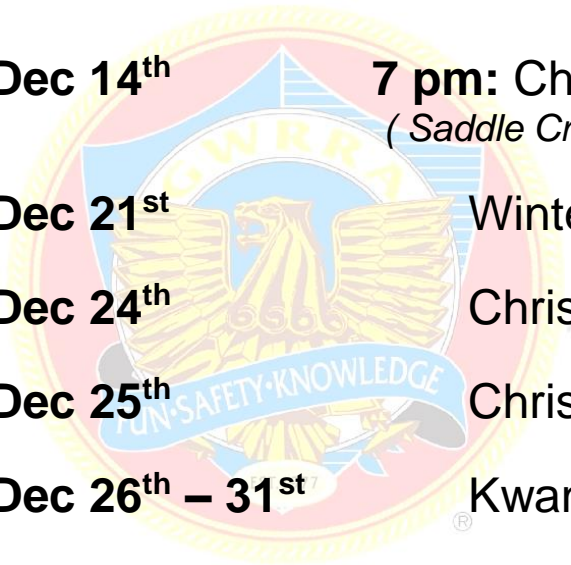 Dec 14th 7 pm: Ch
( Saddle Cr
GWRRA
Dec 21st Winte
Dec 24th Chris
FUN·SAFETY·KNOWLEDGE
Dec 25th Chris
Dec 26th – 31st Kwan
®